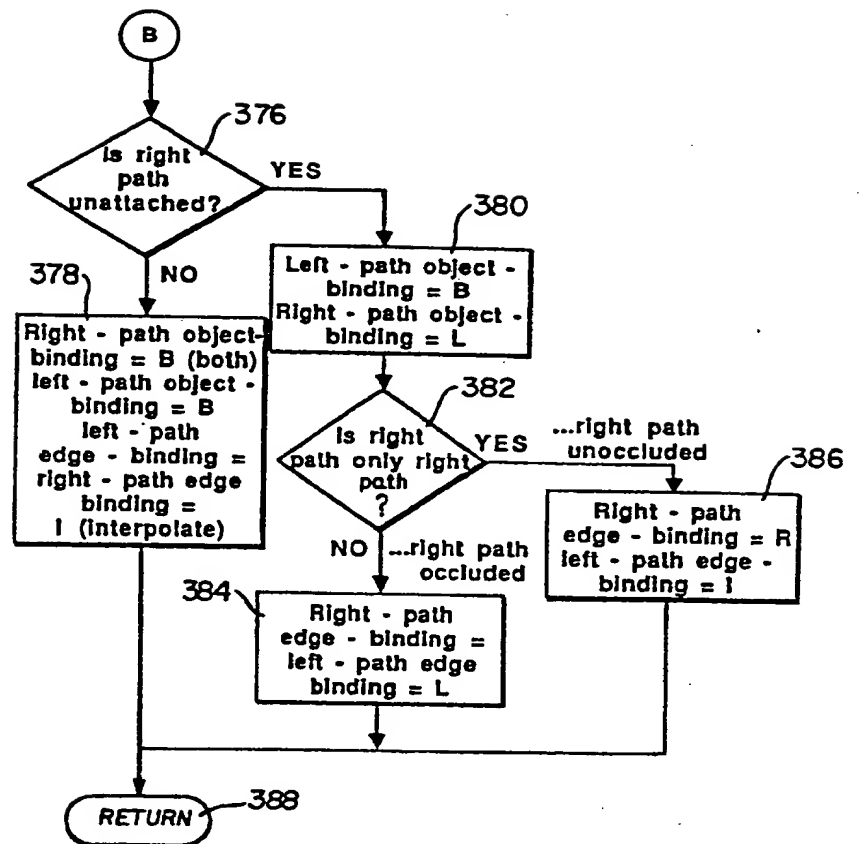 B
376
Is right
path
unattached?
YES
NO
380
Left - path object -
binding = B
Right - path object -
binding = L
378
Right - path object-
binding = B (both)
left - path object -
binding = B
left - path
edge - binding =
right - path edge
binding =
I (interpolate)
382
Is right
path only right
path
?
YES
...right path
unoccluded
386
Right - path
edge - binding = R
left - path edge -
binding = I
NO
...right path
occluded
384
Right - path
edge - binding =
left - path edge
binding = L
RETURN
388